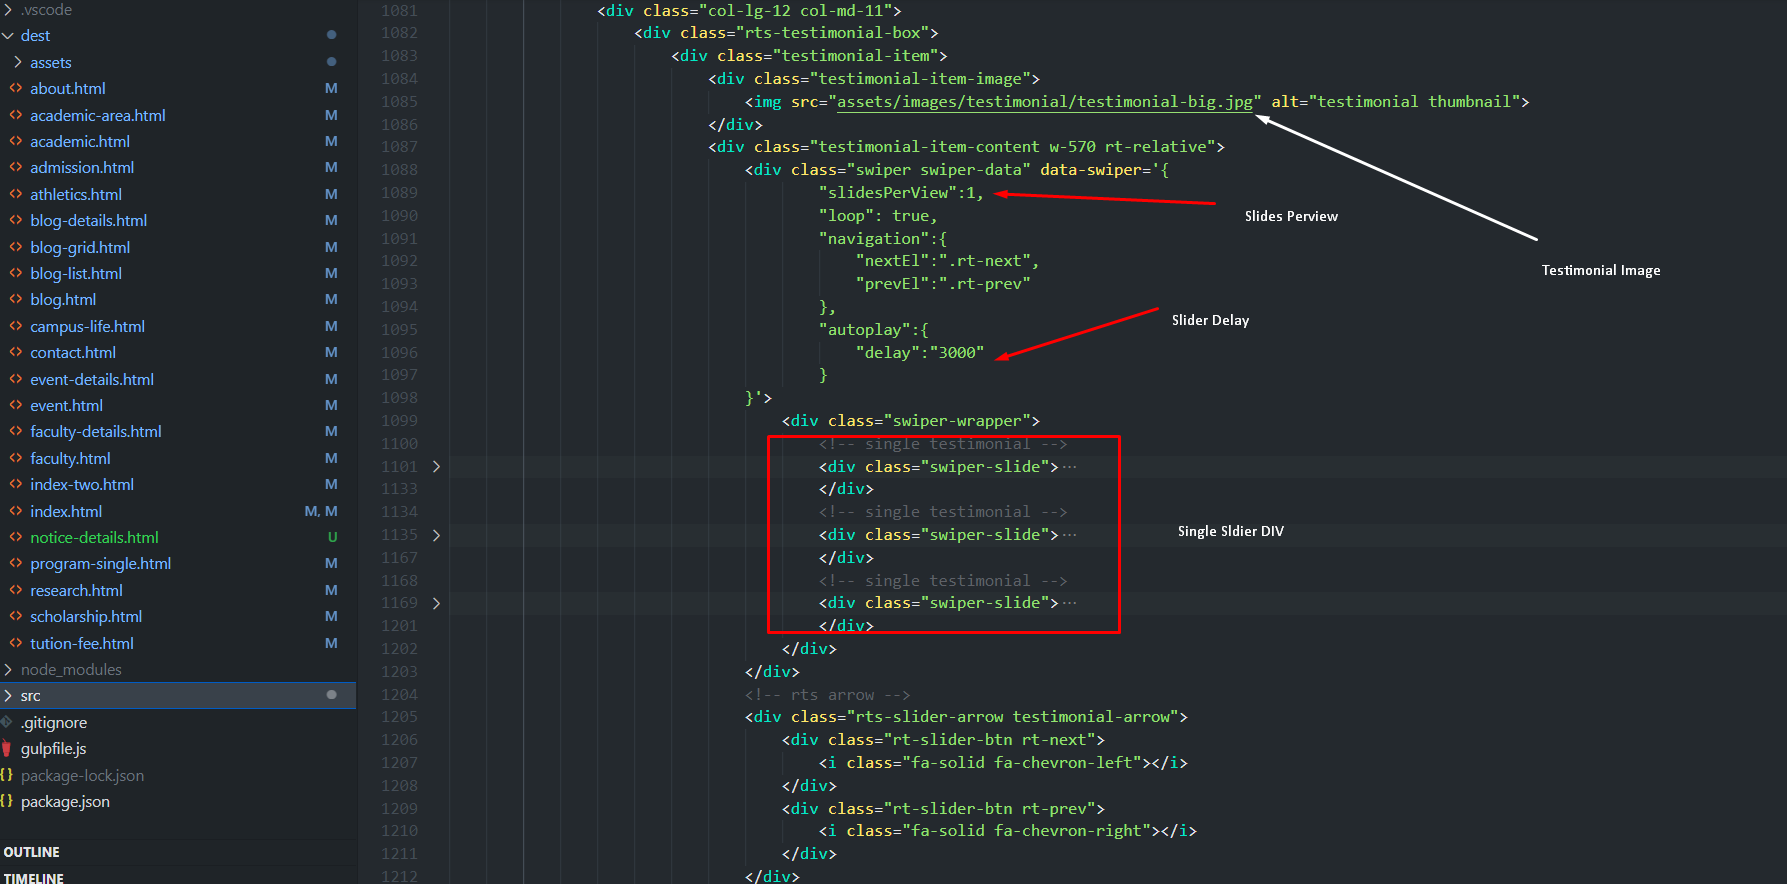 .vscode
dest
assets
about.html M
academic-area.html M
academic.html M
admission.html M
athletics.html M
blog-details.html M
blog-grid.html M
blog-list.html M
blog.html M
campus-life.html M
contact.html M
event-details.html M
event.html M
faculty-details.html M
faculty.html M
index-two.html M
index.html M, M
notice-details.html U
program-single.html M
research.html M
scholarship.html M
tution-fee.html M
node_modules
src
.gitignore
gulpfile.js
{} package-lock.json
{} package.json
OUTLINE
TIMELINE
1081 <div class="col-lg-12 col-md-11">
1082 <div class="rts-testimonial-box">
1083 <div class="testimonial-item">
1084 <div class="testimonial-item-image">
1085 <img src="assets/images/testimonial/testimonial-big.jpg" alt="testimonial thumbnail">
1086 </div>
1087 <div class="testimonial-item-content w-570 rt-relative">
1088 <div class="swiper swiper-data" data-swiper='{
1089 "slidesPerView":1,
Slides Perview
1090 "loop": true,
1091 "navigation":{
1092 "nextEl":".rt-next",
Testimonial Image
1093 "prevEl":".rt-prev"
1094 },
Slider Delay
1095 "autoplay":{
1096 "delay":"3000"
1097 }
1098 }'>
1099 <div class="swiper-wrapper">
1100 <!-- single testimonial -->
1101 <div class="swiper-slide">···
1133 </div>
1134 <!-- single testimonial -->
1135 <div class="swiper-slide">···
Single Sldier DIV
1167 </div>
1168 <!-- single testimonial -->
1169 <div class="swiper-slide">···
1201 </div>
1202 </div>
1203 </div>
1204 <!-- rts arrow -->
1205 <div class="rts-slider-arrow testimonial-arrow">
1206 <div class="rt-slider-btn rt-next">
1207 <i class="fa-solid fa-chevron-left"></i>
1208 </div>
1209 <div class="rt-slider-btn rt-prev">
1210 <i class="fa-solid fa-chevron-right"></i>
1211 </div>
1212 </div>